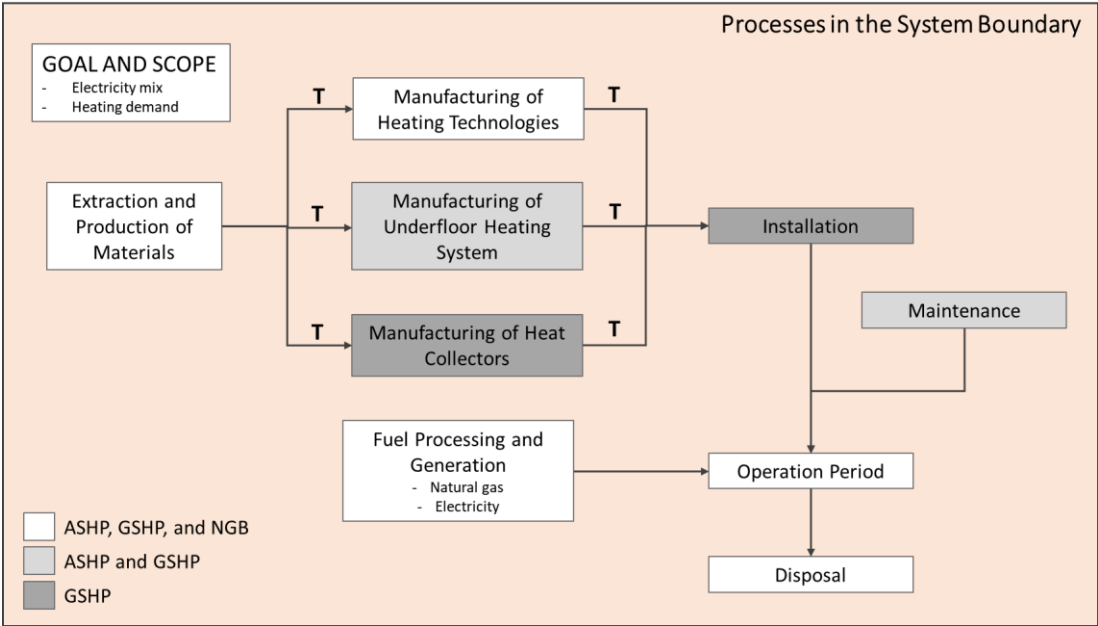 Processes in the System Boundary
GOAL AND SCOPE
- Electricity mix
- Heating demand
T
Manufacturing of
Heating Technologies
T
Extraction and
Production of
Materials
T
Manufacturing of
Underfloor Heating
System
T
Installation
Maintenance
T
Manufacturing of Heat
Collectors
T
Fuel Processing and
Generation
- Natural gas
- Electricity
Operation Period
Disposal
ASHP, GSHP, and NGB
ASHP and GSHP
GSHP